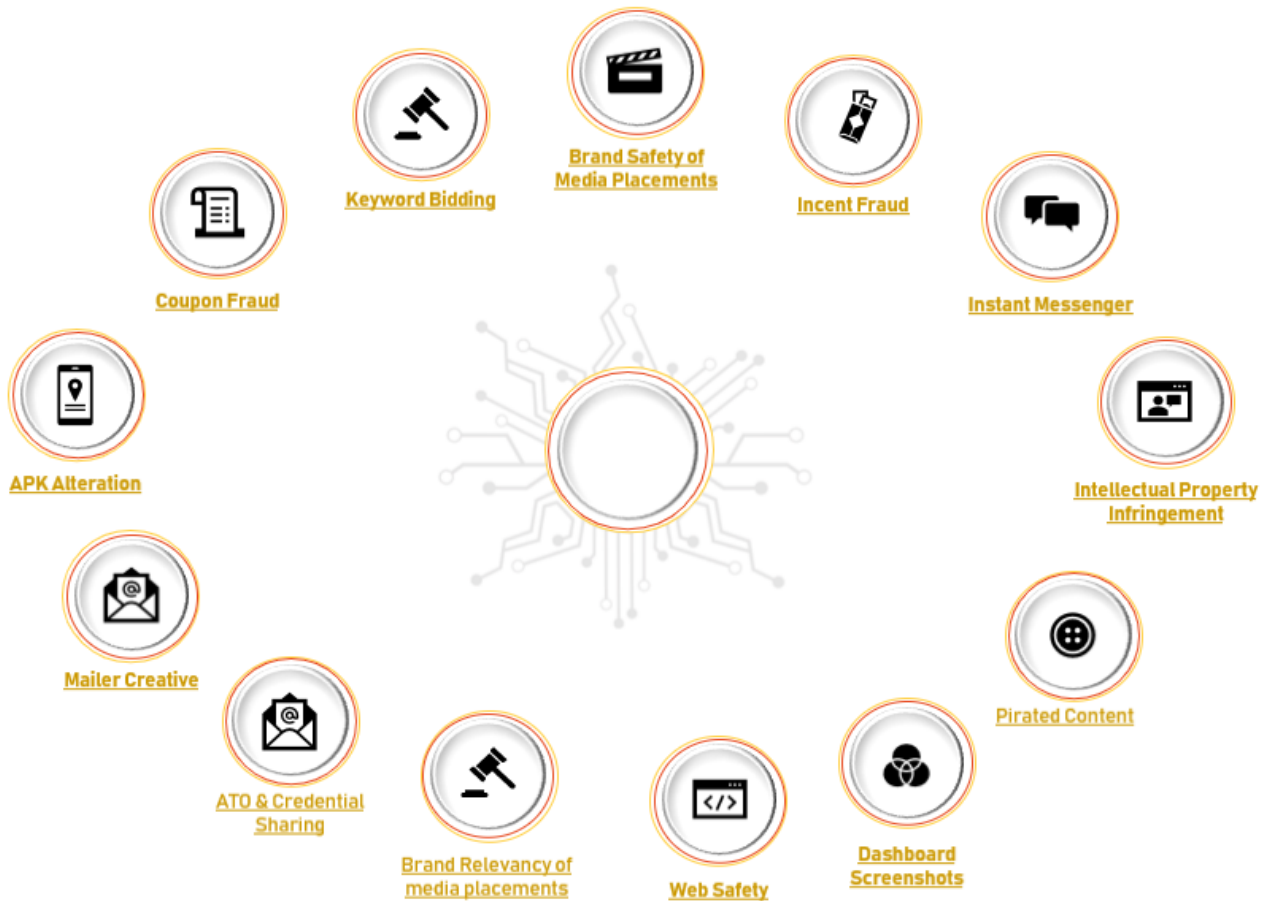 Brand Safety of
Media Placements
Keyword Bidding
Incent Fraud
Coupon Fraud
Instant Messenger
APK Alteration
Intellectual Property
Infringement
Mailer Creative
Pirated Content
ATO & Credential
Sharing
Brand Relevancy of
media placements
Web Safety
Dashboard
Screenshots